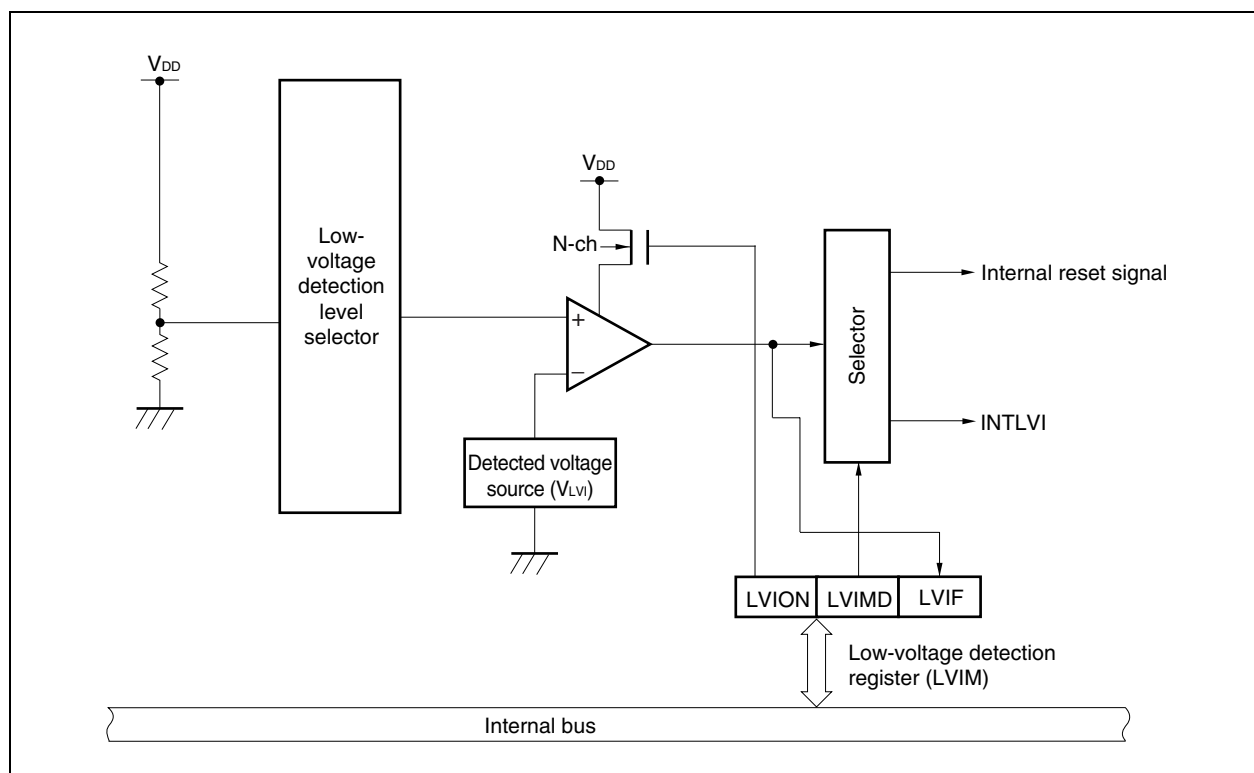 VDD
VDD
N-ch
Low-
voltage
detection
level
selector
+
−
Detected voltage
source (VLVI)
Selector
Internal reset signal
INTLVI
LVION
LVIMD
LVIF
Low-voltage detection
register (LVIM)
Internal bus